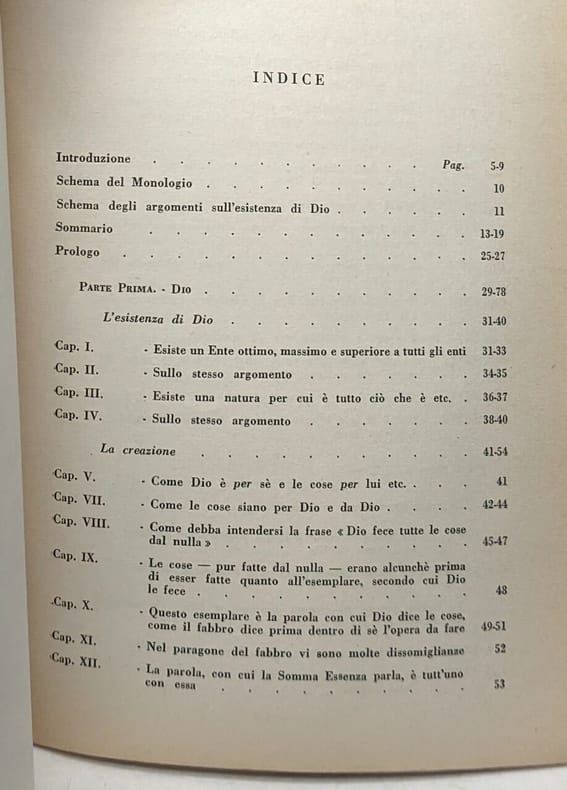 INDICE
Introduzione . . . . . . . . . . . Pag. 5-9
Schema del Monologio . . . . . . . . . . . 10
Schema degli argomenti sull'esistenza di Dio . . . . . . 11
Sommario . . . . . . . . . . . . . 13-19
Prologo . . . . . . . . . . . . . . 25-27
PARTE PRIMA. - DIO . . . . . . . . . . . 29-78
L'esistenza di Dio . . . . . . . . . . 31-40
Cap. I. - Esiste un Ente ottimo, massimo e superiore a tutti gli enti 31-33
Cap. II. - Sullo stesso argomento . . . . . . . 34-35
Cap. III. - Esiste una natura per cui è tutto ciò che è etc. . 36-37
Cap. IV. - Sullo stesso argomento . . . . . . . 38-40
La creazione . . . . . . . . . . . 41-54
Cap. V. - Come Dio è per sè e le cose per lui etc. . . . 41
Cap. VII. - Come le cose siano per Dio e da Dio . . . . 42-44
Cap. VIII. - Come debba intendersi la frase « Dio fece tutte le cose
dal nulla » . . . . . . . . . . 45-47
Cap. IX. - Le cose — pur fatte dal nulla — erano alcunchè prima
di esser fatte quanto all'esemplare, secondo cui Dio
le fece . . . . . . . . . . . 48
Cap. X. - Questo esemplare è la parola con cui Dio dice le cose,
come il fabbro dice prima dentro di sè l'opera da fare 49-51
Cap. XI. - Nel paragone del fabbro vi sono molte dissomiglianze 52
Cap. XII. - La parola, con cui la Somma Essenza parla, è tutt'uno
con essa . . . . . . . . . . 53